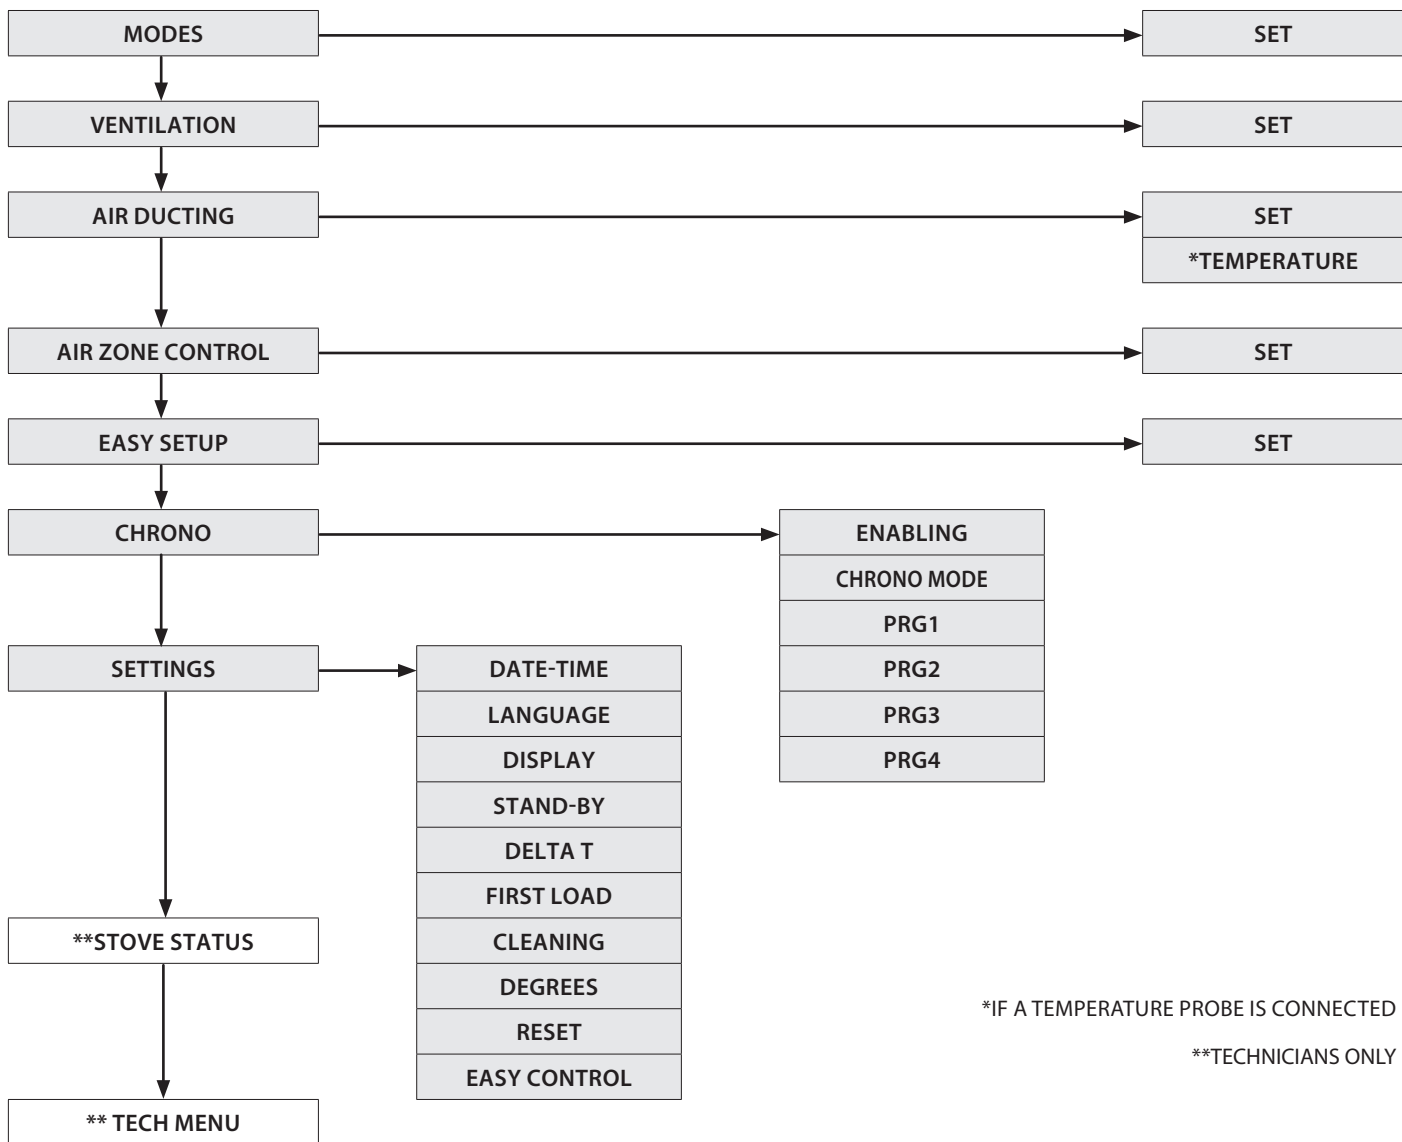 MODES
SET
VENTILATION
SET
AIR DUCTING
SET
*TEMPERATURE
AIR ZONE CONTROL
SET
EASY SETUP
SET
CHRONO
ENABLING
CHRONO MODE
PRG1
PRG2
PRG3
PRG4
SETTINGS
DATE-TIME
LANGUAGE
DISPLAY
STAND-BY
DELTA T
FIRST LOAD
CLEANING
DEGREES
RESET
EASY CONTROL
**STOVE STATUS
** TECH MENU
*IF A TEMPERATURE PROBE IS CONNECTED
**TECHNICIANS ONLY